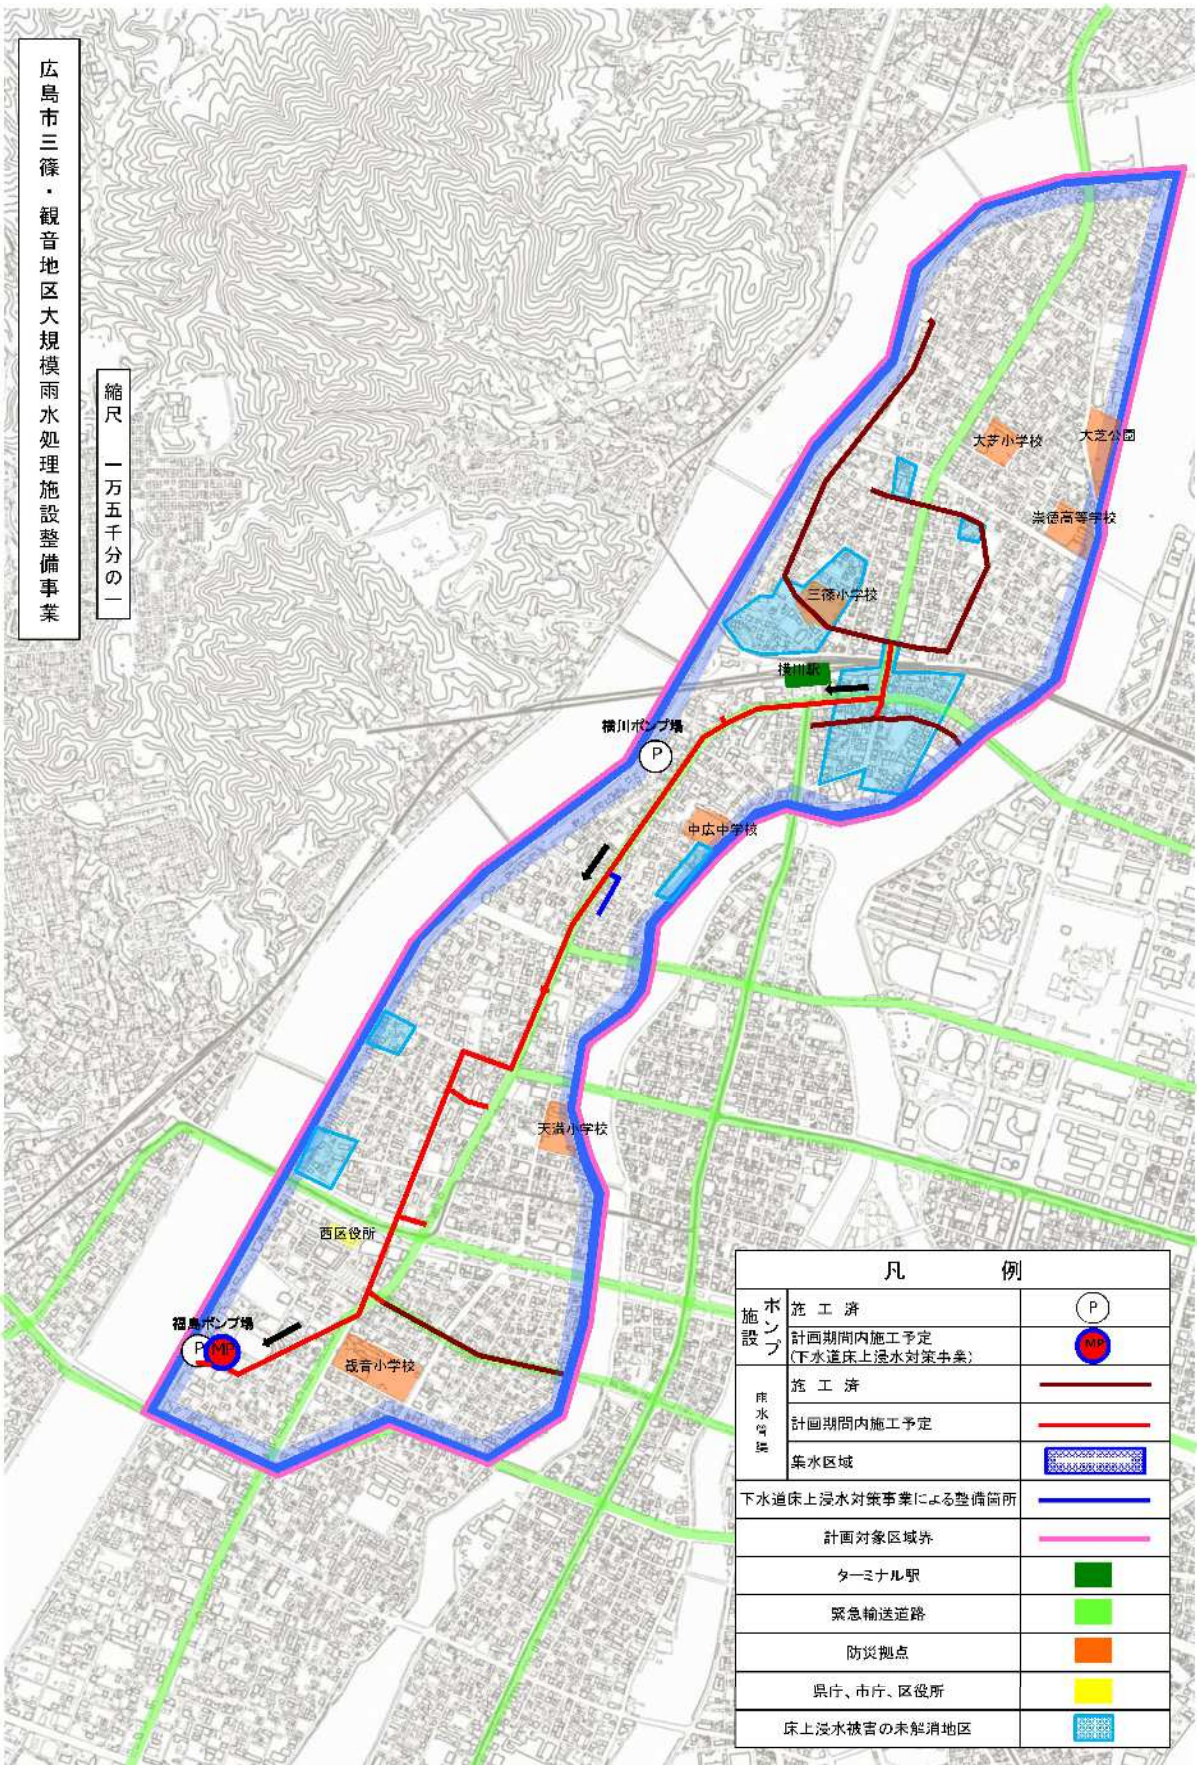 広島市三篠・観音地区大規模雨水処理施設整備事業
縮尺 一万五千分の一
大芝小学校
大芝公園
崇徳高等学校
三篠小学校
横川駅
横川ポンプ場
P
中広中学校
天満小学校
西区役所
福島ポンプ場
P
MP
観音小学校
凡 例
ポンプ施設
施 工 済
P
計画期間内施工予定
(下水道床上浸水対策事業)
MP
雨水管渠
施 工 済
計画期間内施工予定
集水区域
下水道床上浸水対策事業による整備箇所
計画対象区域界
ターミナル駅
緊急輸送道路
防災拠点
県庁、市庁、区役所
床上浸水被害の未解消地区